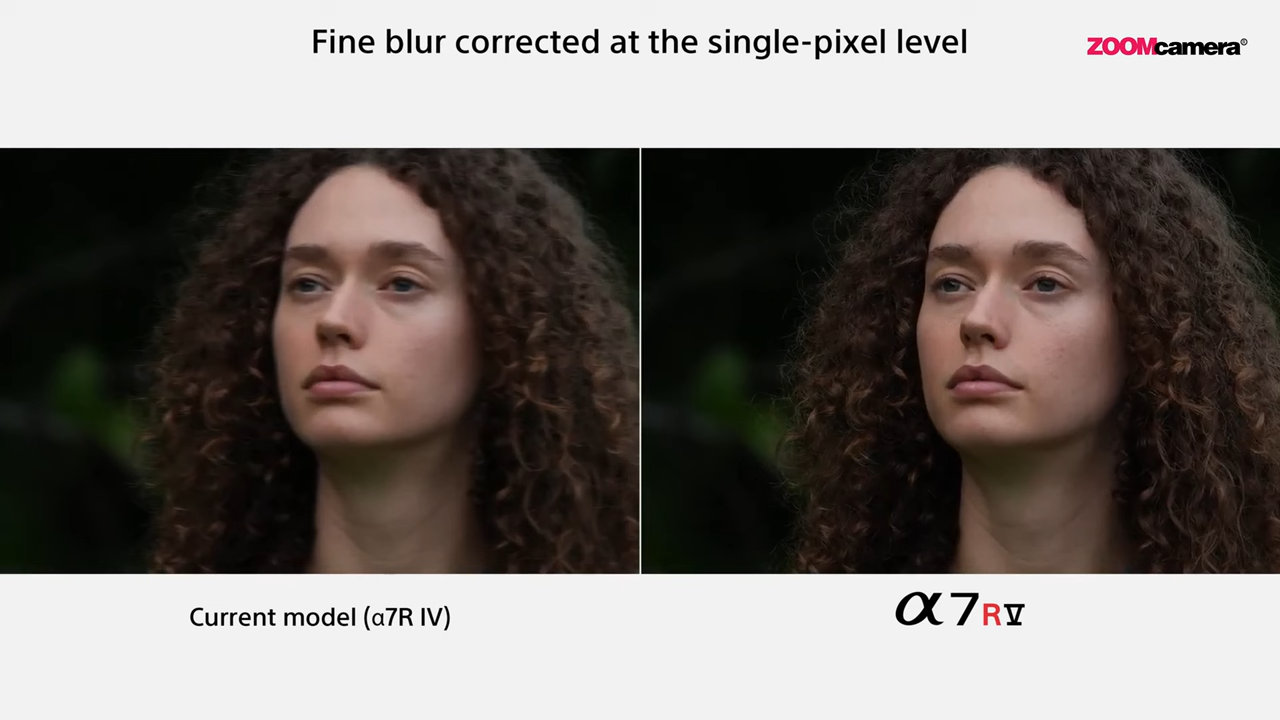 Fine blur corrected at the single-pixel level
ZOOMcamera®
Current model (α7R IV)
α7RV